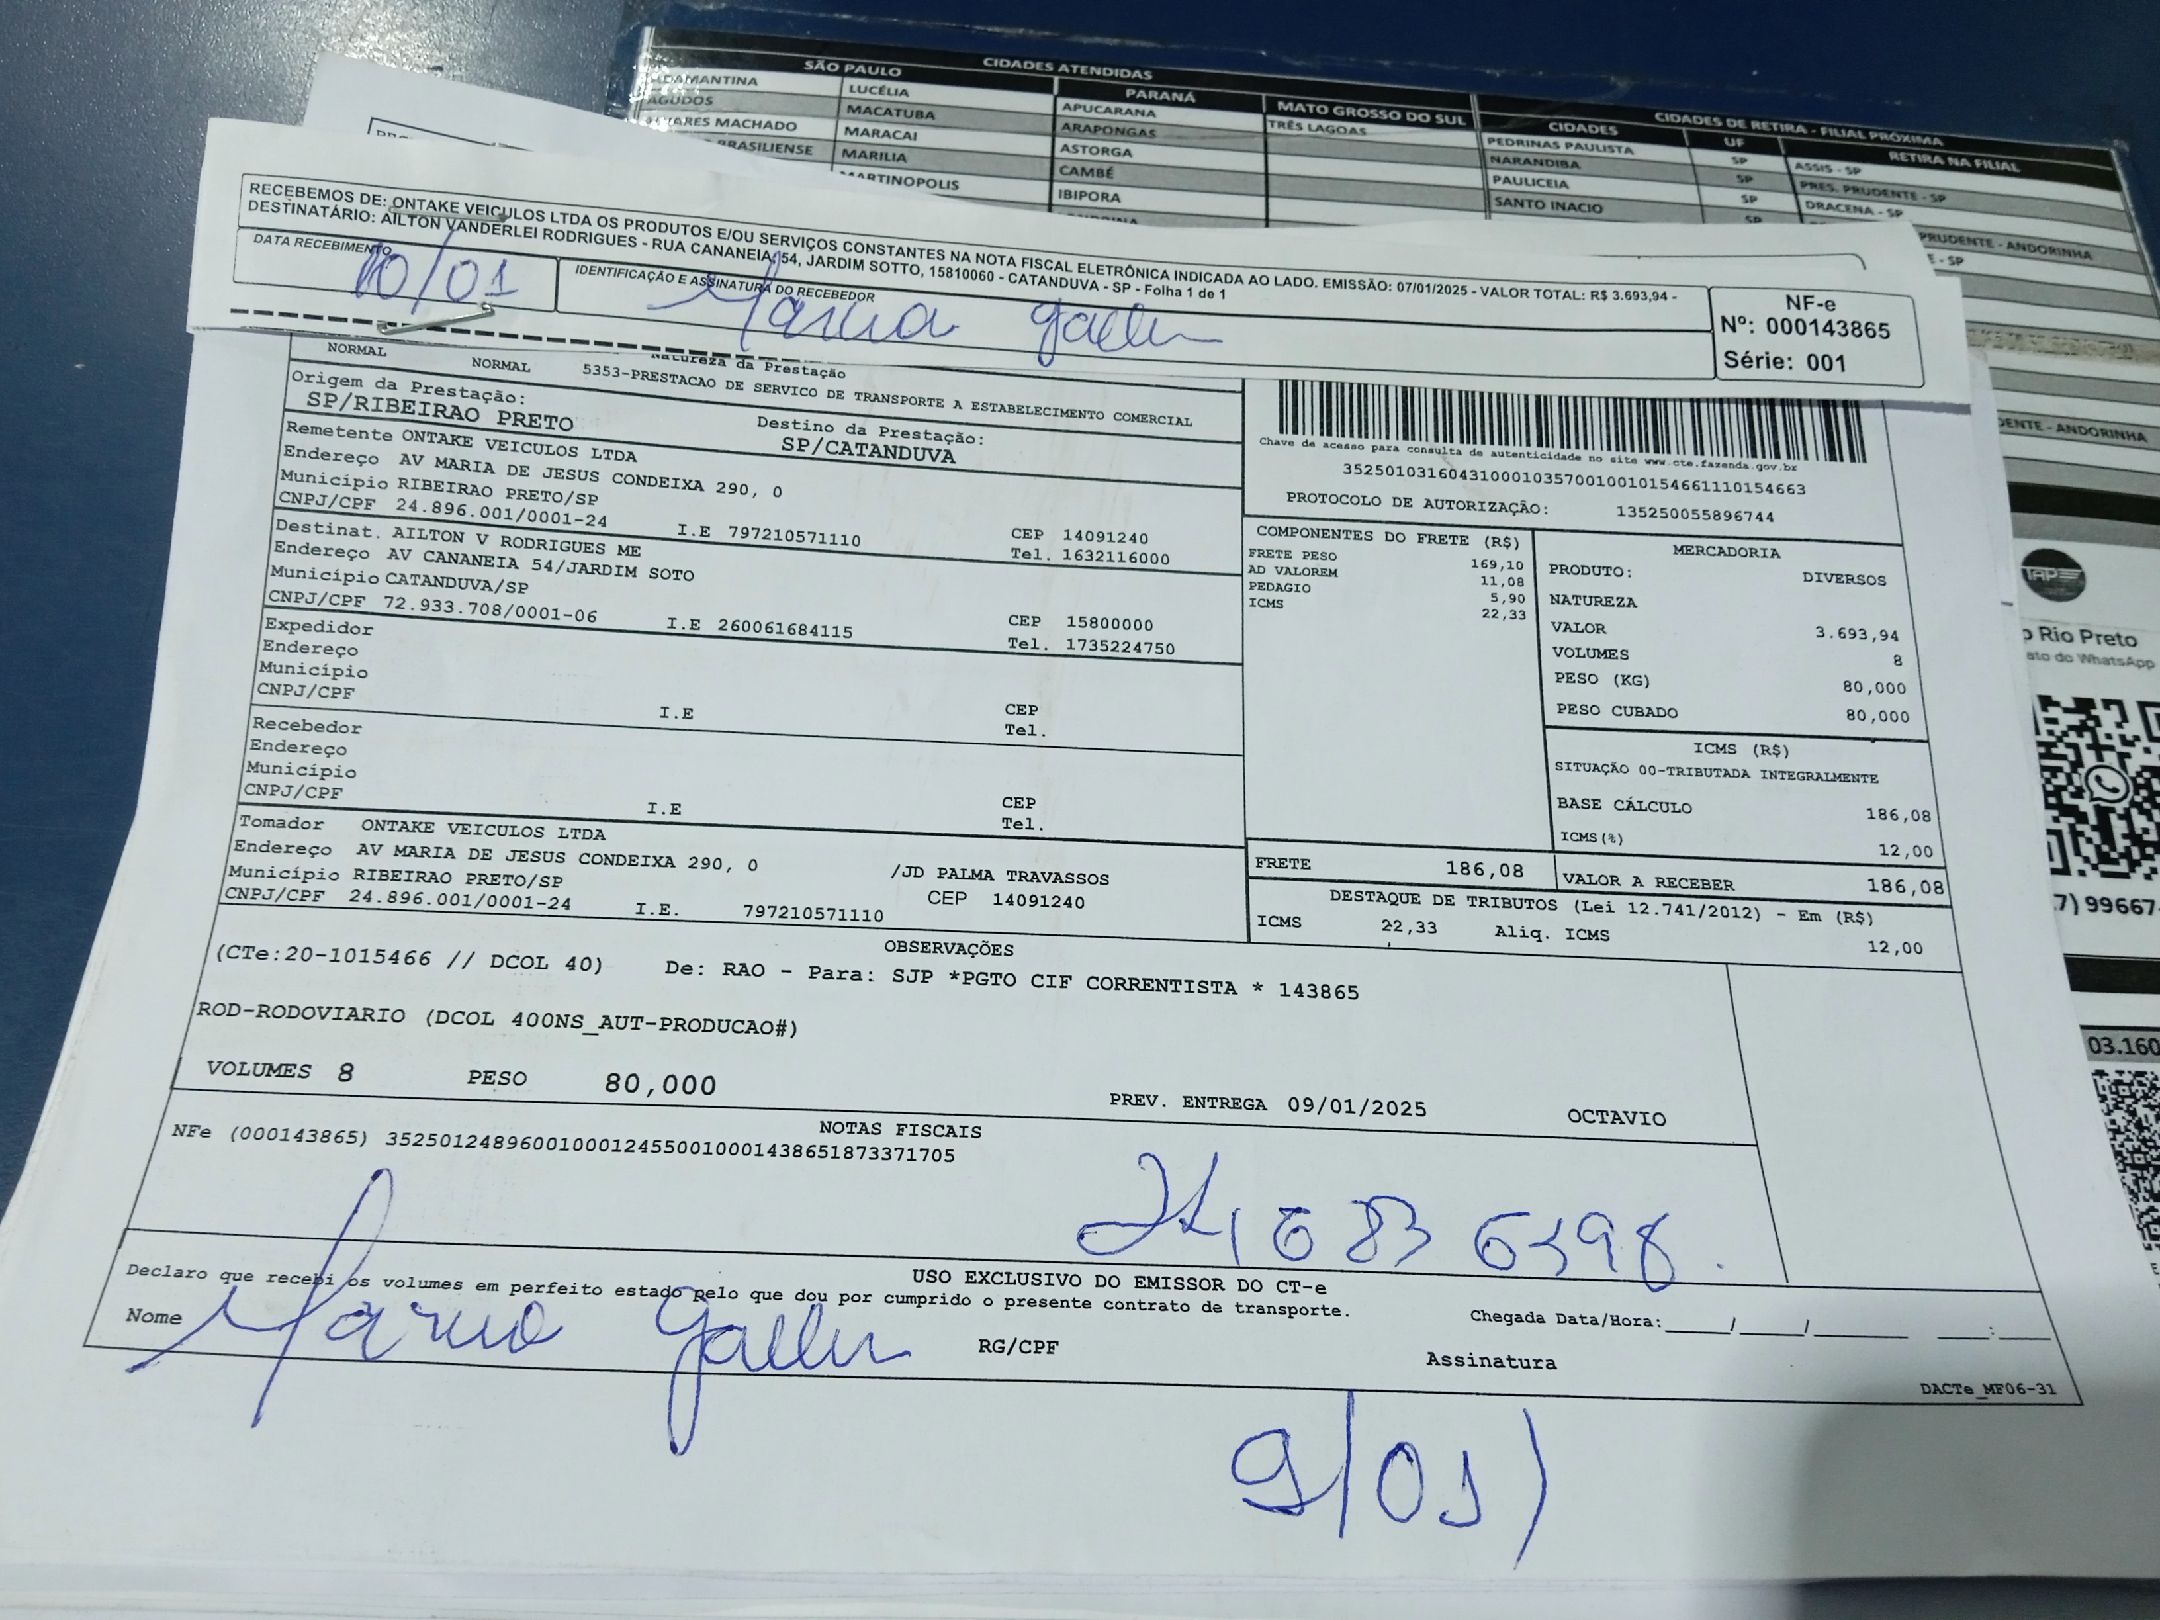 CIDADES ATENDIDAS
SÃO PAULO
PARANÁ
MATO GROSSO DO SUL
CIDADES DE RETIRA - FILIAL PRÓXIMA
CIDADES UF RETIRA NA FILIAL
LUCÉLIA APUCARANA TRÊS LAGOAS PEDRINAS PAULISTA SP ASSIS - SP
AGUDOS MACATUBA ARAPONGAS NARANDIBA SP PRES. PRUDENTE - SP
MACHADO MARACAI ASTORGA PAULICEIA SP DRACENA - SP
BRASILIENSE MARILIA CAMBÉ SANTO INACIO SP PRUDENTE - ANDORINHA
MARTINOPOLIS IBIPORA
RECEBEMOS DE: ONTAKE VEICULOS LTDA OS PRODUTOS E/OU SERVIÇOS CONSTANTES NA NOTA FISCAL ELETRÔNICA INDICADA AO LADO. EMISSÃO: 07/01/2025 - VALOR TOTAL: R$ 3.693,94 -
DESTINATÁRIO: AILTON VANDERLEI RODRIGUES - RUA CANANEIA, 54, JARDIM SOTTO, 15810060 - CATANDUVA - SP - Folha 1 de 1
DATA RECEBIMENTO
10/01
IDENTIFICAÇÃO E ASSINATURA DO RECEBEDOR
NF-e
Nº: 000143865
Série: 001
NORMAL NORMAL Natureza da Prestação
5353-PRESTACAO DE SERVICO DE TRANSPORTE A ESTABELECIMENTO COMERCIAL
Origem da Prestação: Destino da Prestação:
SP/RIBEIRAO PRETO SP/CATANDUVA
Remetente ONTAKE VEICULOS LTDA
Endereço AV MARIA DE JESUS CONDEIXA 290, 0
Município RIBEIRAO PRETO/SP CEP 14091240
CNPJ/CPF 24.896.001/0001-24 I.E 797210571110 Tel. 1632116000
Destinat. AILTON V RODRIGUES ME
Endereço AV CANANEIA 54/JARDIM SOTO
Município CATANDUVA/SP CEP 15800000
CNPJ/CPF 72.933.708/0001-06 I.E 260061684115 Tel. 1735224750
Expedidor
Endereço
Município CEP
CNPJ/CPF I.E Tel.
Recebedor
Endereço
Município CEP
CNPJ/CPF I.E Tel.
Tomador ONTAKE VEICULOS LTDA
Endereço AV MARIA DE JESUS CONDEIXA 290, 0 /JD PALMA TRAVASSOS
Município RIBEIRAO PRETO/SP CEP 14091240
CNPJ/CPF 24.896.001/0001-24 I.E. 797210571110
Chave de acesso para consulta de autenticidade no site www.cte.fazenda.gov.br
35250103160431000103570010010154661110154663
PROTOCOLO DE AUTORIZAÇÃO: 135250055896744
COMPONENTES DO FRETE (R$)
FRETE PESO 169,10
AD VALOREM 11,08
PEDAGIO 5,90
ICMS 22,33
MERCADORIA
PRODUTO: DIVERSOS
NATUREZA
VALOR 3.693,94
VOLUMES 8
PESO (KG) 80,000
PESO CUBADO 80,000
ICMS (R$)
SITUAÇÃO 00-TRIBUTADA INTEGRALMENTE
BASE CÁLCULO 186,08
ICMS(%) 12,00
FRETE 186,08 VALOR A RECEBER 186,08
DESTAQUE DE TRIBUTOS (Lei 12.741/2012) - Em (R$)
ICMS 22,33 Aliq. ICMS 12,00
OBSERVAÇÕES
(CTe:20-1015466 // DCOL 40) De: RAO - Para: SJP *PGTO CIF CORRENTISTA * 143865
ROD-RODOVIARIO (DCOL 400NS_AUT-PRODUCAO#)
VOLUMES 8 PESO 80,000 PREV. ENTREGA 09/01/2025 OCTAVIO
NOTAS FISCAIS
NFe (000143865) 35250124896001000124550010001438651873371705
USO EXCLUSIVO DO EMISSOR DO CT-e
Declaro que recebi os volumes em perfeito estado pelo que dou por cumprido o presente contrato de transporte.
Chegada Data/Hora:____/____/______ ___:___
Nome RG/CPF Assinatura
DACTe_MF06-31
9/01
TAP
Rio Preto
WhatsApp
7) 99667
03.160